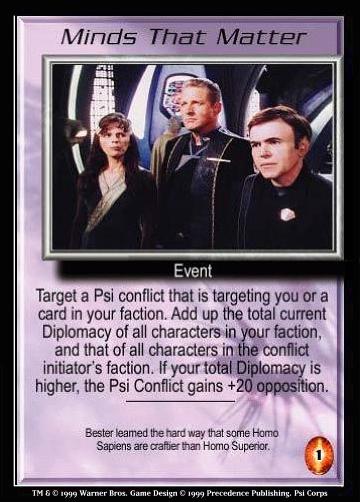 Minds That Matter
Event
Target a Psi conflict that is targeting you or a
card in your faction. Add up the total current
Diplomacy of all characters in your faction,
and that of all characters in the conflict
initiator's faction. If your total Diplomacy is
higher, the Psi Conflict gains +20 opposition.
Bester learned the hard way that some Homo
Sapiens are craftier than Homo Superior.
1
TM & © 1999 Warner Bros. Game Design © 1999 Precedence Publishing. Psi Corps